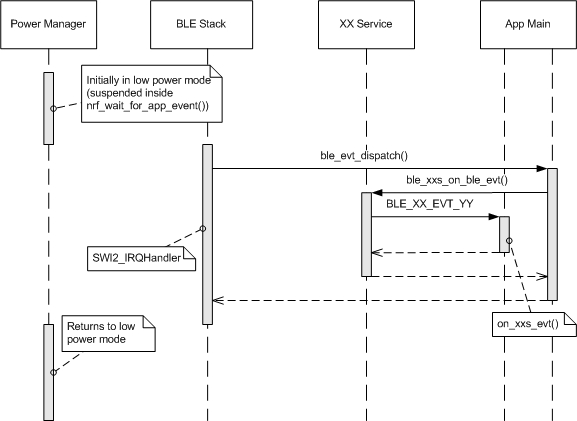 Power Manager
BLE Stack
XX Service
App Main
Initially in low power mode
(suspended inside
nrf_wait_for_app_event())
ble_evt_dispatch()
ble_xxs_on_ble_evt()
BLE_XX_EVT_YY
SWI2_IRQHandler
on_xxs_evt()
Returns to low
power mode